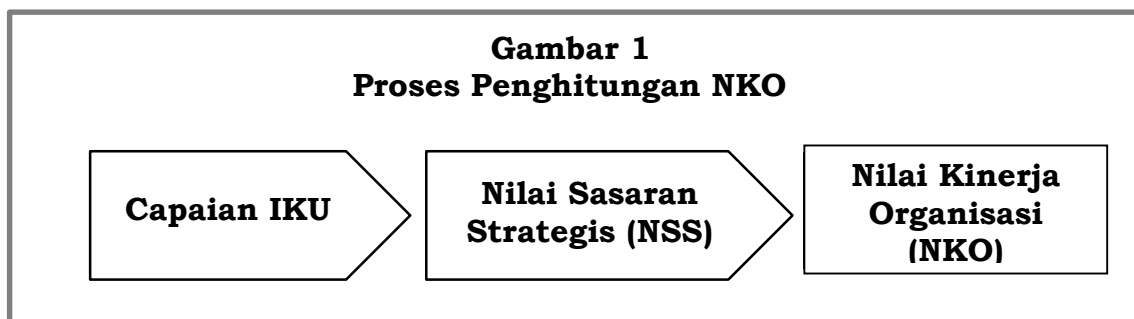 Gambar 1
Proses Penghitungan NKO
Capaian IKU
Nilai Sasaran
Strategis (NSS)
Nilai Kinerja
Organisasi
(NKO)